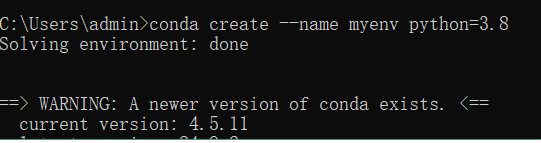 C:\Users\admin>conda create --name myenv python=3.8
Solving environment: done
==> WARNING: A newer version of conda exists. <==
current version: 4.5.11